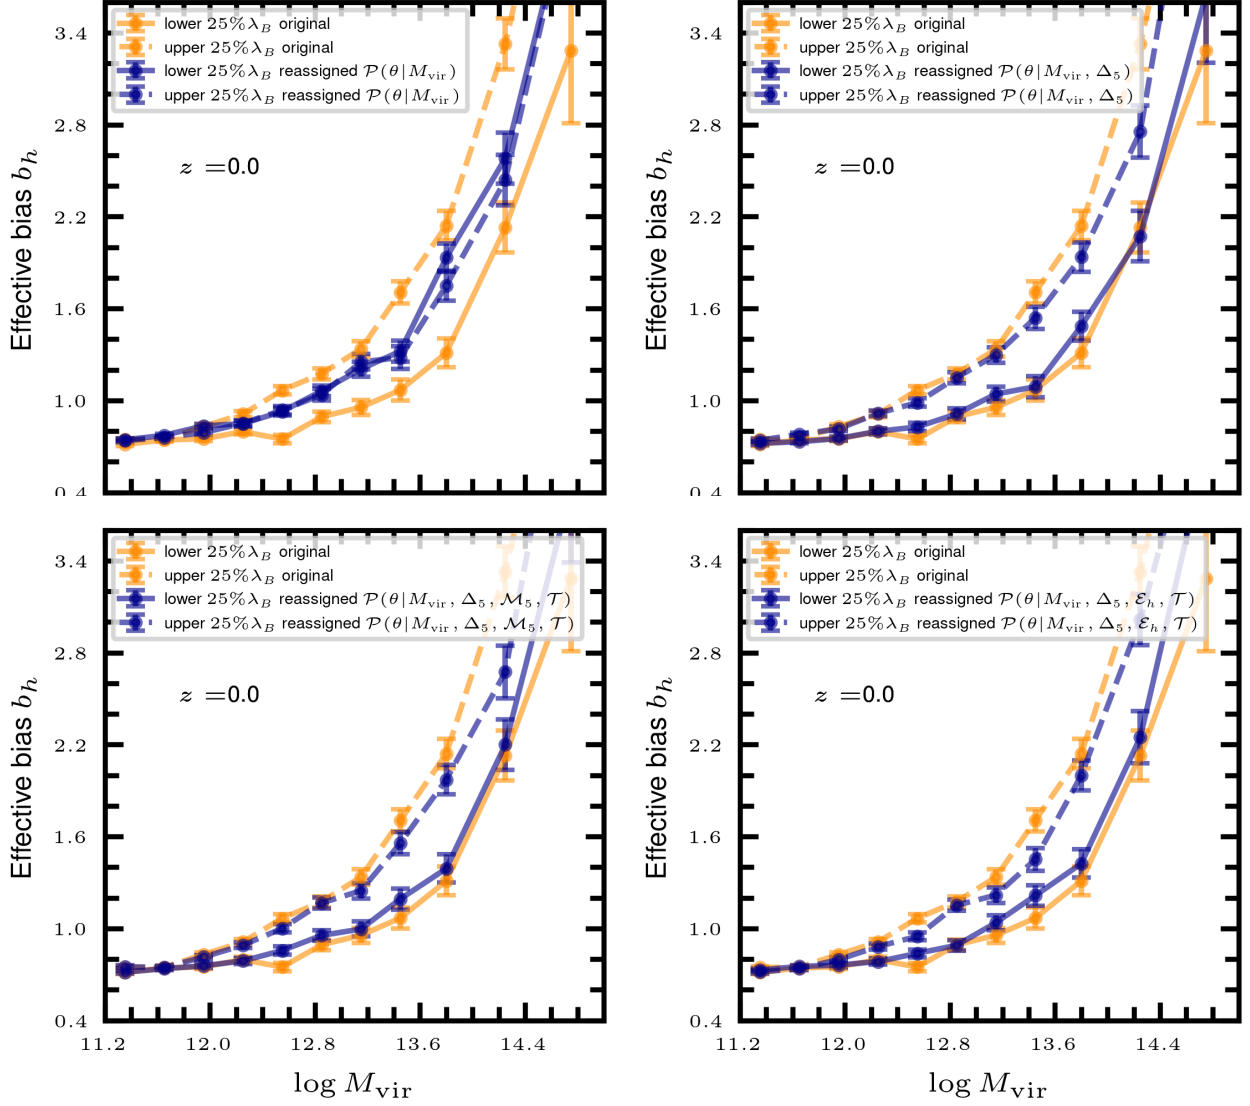 3.4
2.8
2.2
1.6
1.0
0.4
Effective bias b_h
lower 25%λ_B original
upper 25%λ_B original
lower 25%λ_B reassigned 𝒫(θ|M_vir)
upper 25%λ_B reassigned 𝒫(θ|M_vir)
z =0.0
3.4
2.8
2.2
1.6
1.0
0.4
Effective bias b_h
lower 25%λ_B original
upper 25%λ_B original
lower 25%λ_B reassigned 𝒫(θ|M_vir, Δ_5)
upper 25%λ_B reassigned 𝒫(θ|M_vir, Δ_5)
z =0.0
3.4
2.8
2.2
1.6
1.0
0.4
Effective bias b_h
lower 25%λ_B original
upper 25%λ_B original
lower 25%λ_B reassigned 𝒫(θ|M_vir, Δ_5, ℳ_5, 𝒯)
upper 25%λ_B reassigned 𝒫(θ|M_vir, Δ_5, ℳ_5, 𝒯)
z =0.0
11.2 12.0 12.8 13.6 14.4
log M_vir
3.4
2.8
2.2
1.6
1.0
0.4
Effective bias b_h
lower 25%λ_B original
upper 25%λ_B original
lower 25%λ_B reassigned 𝒫(θ|M_vir, Δ_5, ℰ_h, 𝒯)
upper 25%λ_B reassigned 𝒫(θ|M_vir, Δ_5, ℰ_h, 𝒯)
z =0.0
11.2 12.0 12.8 13.6 14.4
log M_vir